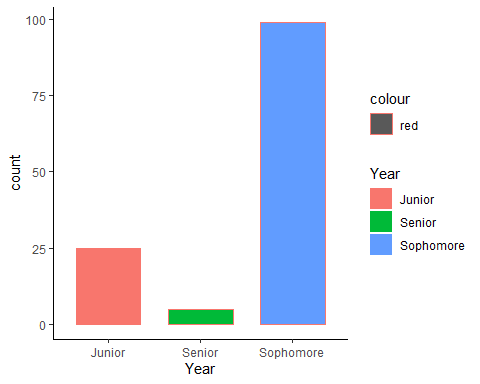 100
75
50
25
0
count
Junior Senior Sophomore
Year
colour
red
Year
Junior
Senior
Sophomore